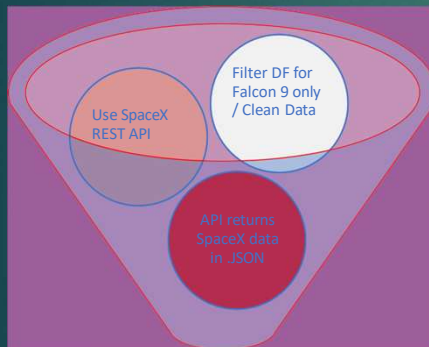 Use SpaceX
REST API
Filter DF for
Falcon 9 only
/ Clean Data
API returns
SpaceX data
in .JSON